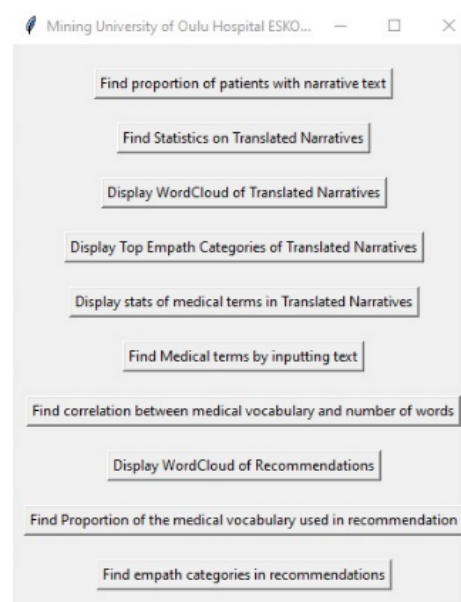 Mining University of Oulu Hospital ESKO...
Find proportion of patients with narrative text
Find Statistics on Translated Narratives
Display WordCloud of Translated Narratives
Display Top Empath Categories of Translated Narratives
Display stats of medical terms in Translated Narratives
Find Medical terms by inputting text
Find correlation between medical vocabulary and number of words
Display WordCloud of Recommendations
Find Proportion of the medical vocabulary used in recommendation
Find empath categories in recommendations